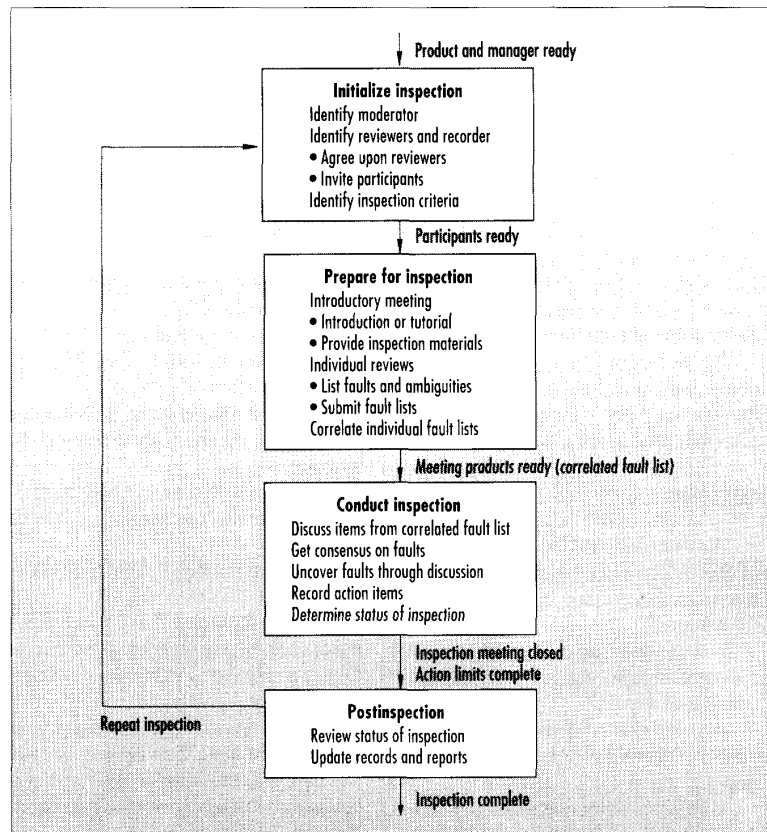 Product and manager ready
Initialize inspection
Identify moderator
Identify reviewers and recorder
• Agree upon reviewers
• Invite participants
Identify inspection criteria
Participants ready
Prepare for inspection
Introductory meeting
• Introduction or tutorial
• Provide inspection materials
Individual reviews
• List faults and ambiguities
• Submit fault lists
Correlate individual fault lists
Meeting products ready (correlated fault list)
Conduct inspection
Discuss items from correlated fault list
Get consensus on faults
Uncover faults through discussion
Record action items
Determine status of inspection
Inspection meeting closed
Action limits complete
Repeat inspection
Postinspection
Review status of inspection
Update records and reports
Inspection complete